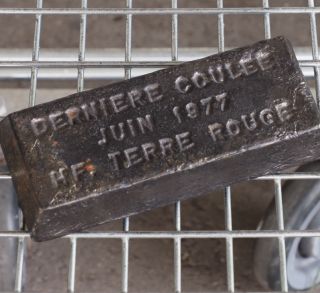 DERNIERE COULEE
JUIN 1977
HF. TERRE ROUGE